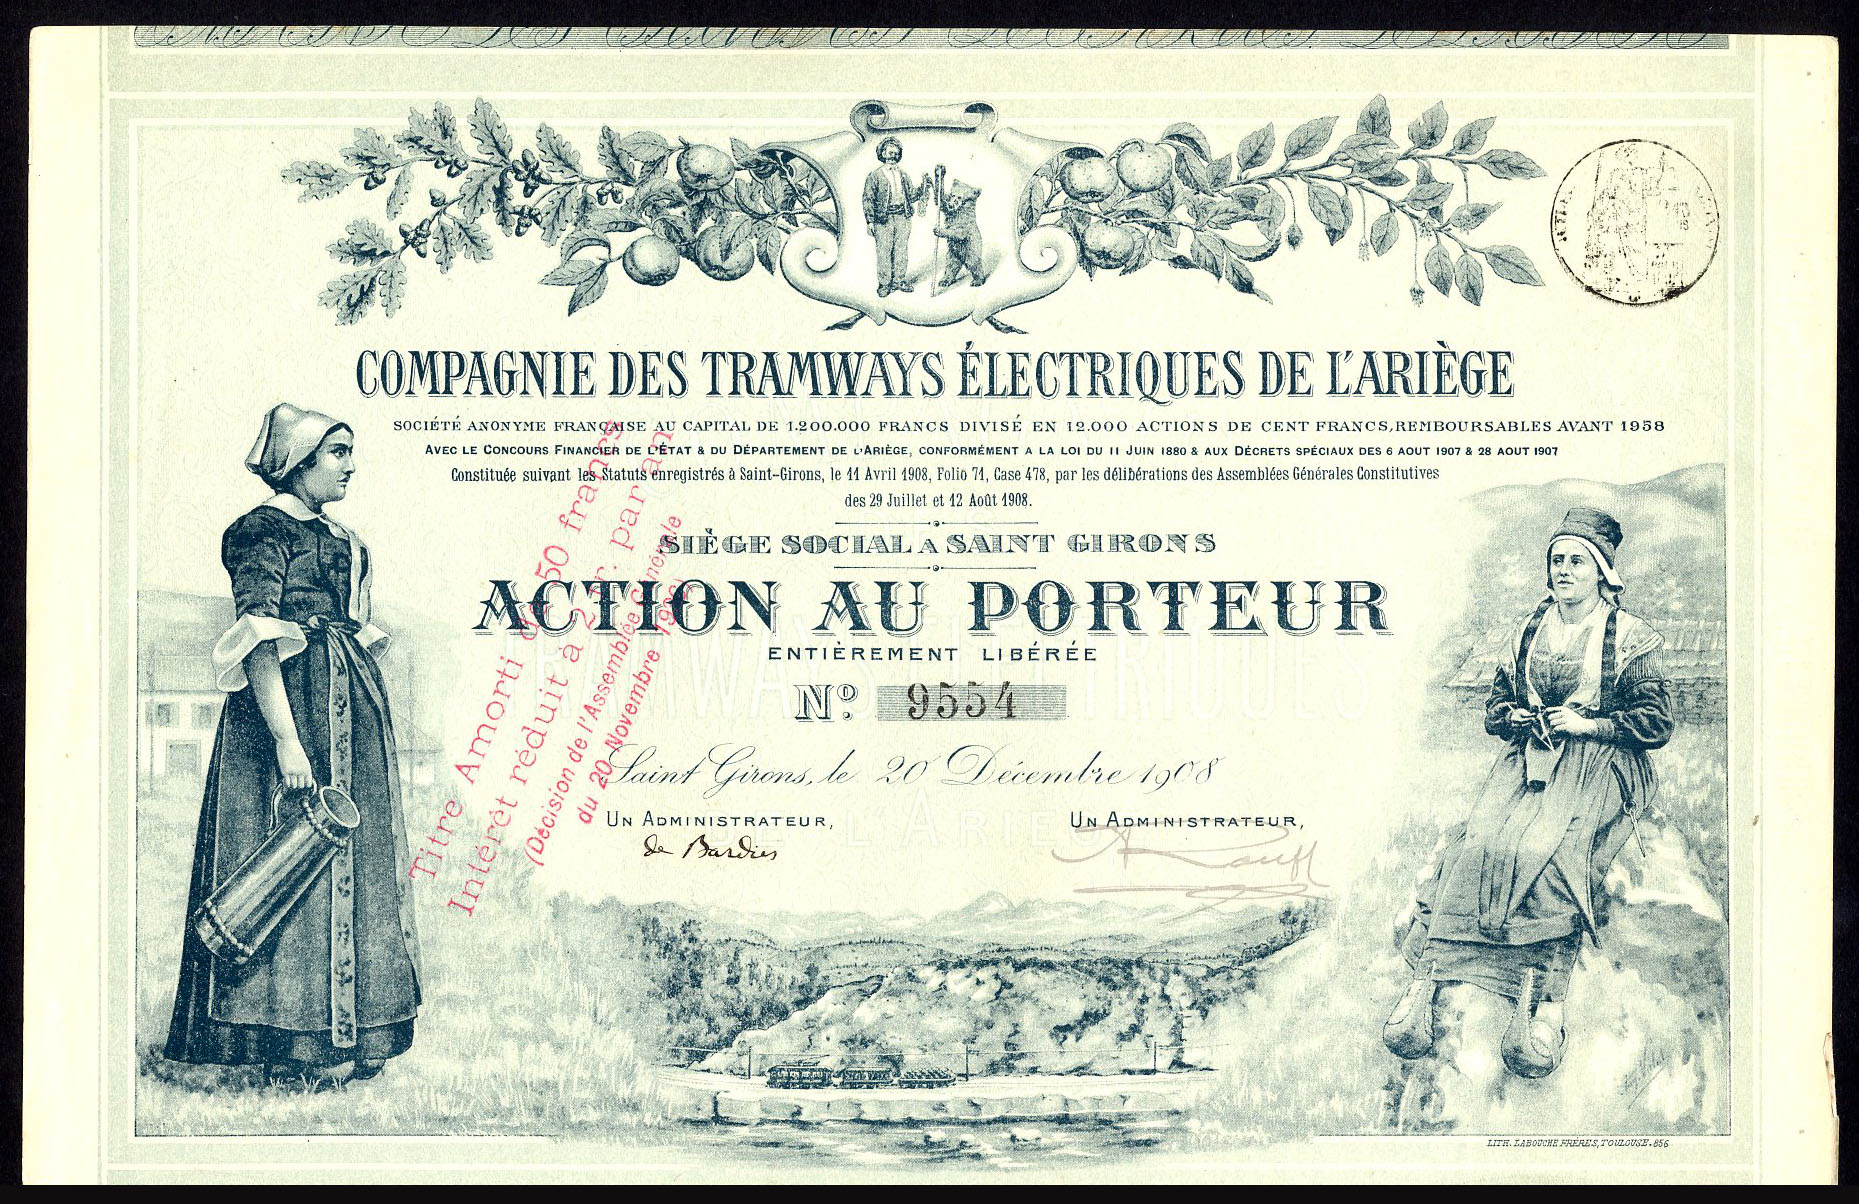 COMPAGNIE DES TRAMWAYS ÉLECTRIQUES DE L'ARIÈGE
SOCIÉTÉ ANONYME FRANÇAISE AU CAPITAL DE 1.200.000 FRANCS DIVISÉ EN 12.000 ACTIONS DE CENT FRANCS, REMBOURSABLES AVANT 1958
AVEC LE CONCOURS FINANCIER DE L'ÉTAT & DU DÉPARTEMENT DE L'ARIÈGE, CONFORMÉMENT A LA LOI DU 11 JUIN 1880 & AUX DÉCRETS SPÉCIAUX DES 6 AOUT 1907 & 28 AOUT 1907
Constituée suivant les Statuts enregistrés à Saint-Girons, le 11 Avril 1908, Folio 71, Case 478, par les délibérations des Assemblées Générales Constitutives
des 29 Juillet et 12 Août 1908.
SIÈGE SOCIAL A SAINT GIRONS
ACTION AU PORTEUR
ENTIÈREMENT LIBÉRÉE
No. 9554
Saint Girons, le 20 Décembre 1908
UN ADMINISTRATEUR,
de Bardies
UN ADMINISTRATEUR,
Titre Amorti de 50 francs
Intérêt réduit à 2 fr. par an
(Décision de l'Assemblée Générale
du 20 Novembre
LITH. LABOUCHE FRÈRES, TOULOUSE. 856